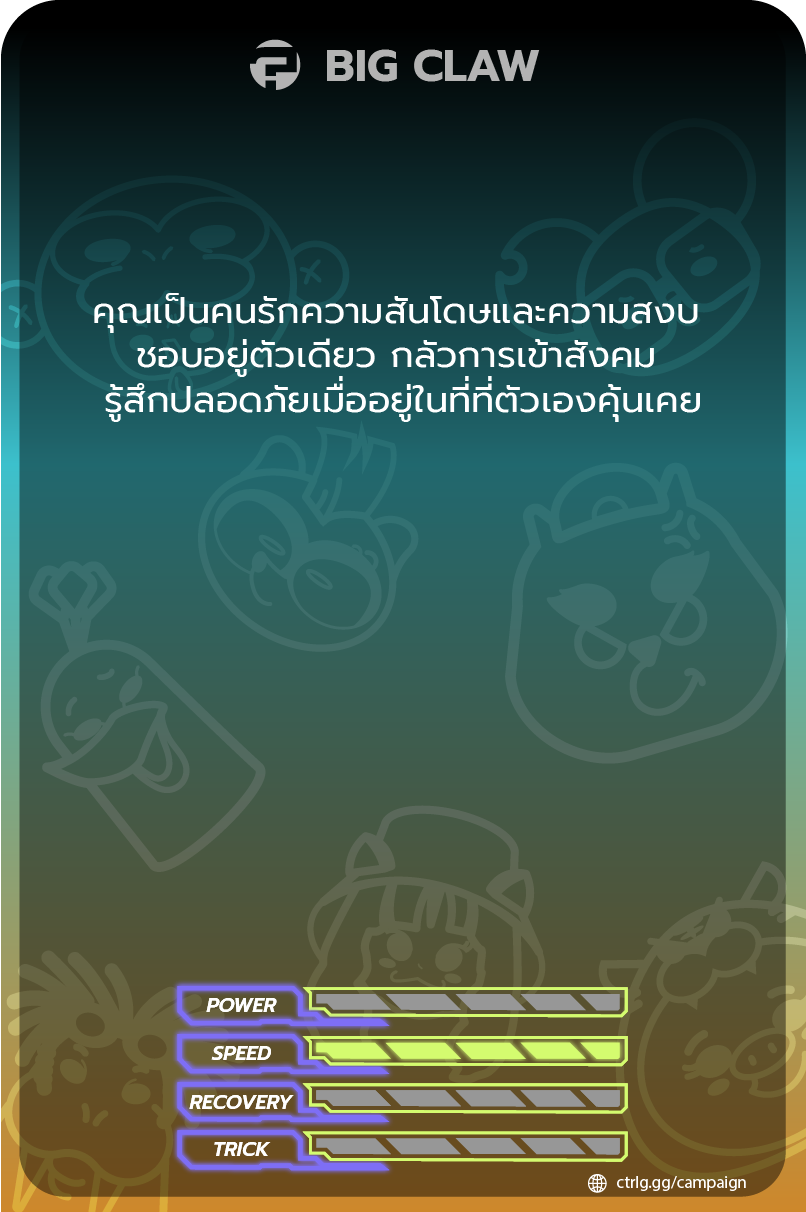 BIG CLAW
คุณเป็นคนรักความสันโดษและความสงบ
ชอบอยู่ตัวเดียว กลัวการเข้าสังคม
รู้สึกปลอดภัยเมื่ออยู่ในที่ที่ตัวเองคุ้นเคย
POWER
SPEED
RECOVERY
TRICK
ctrlg.gg/campaign